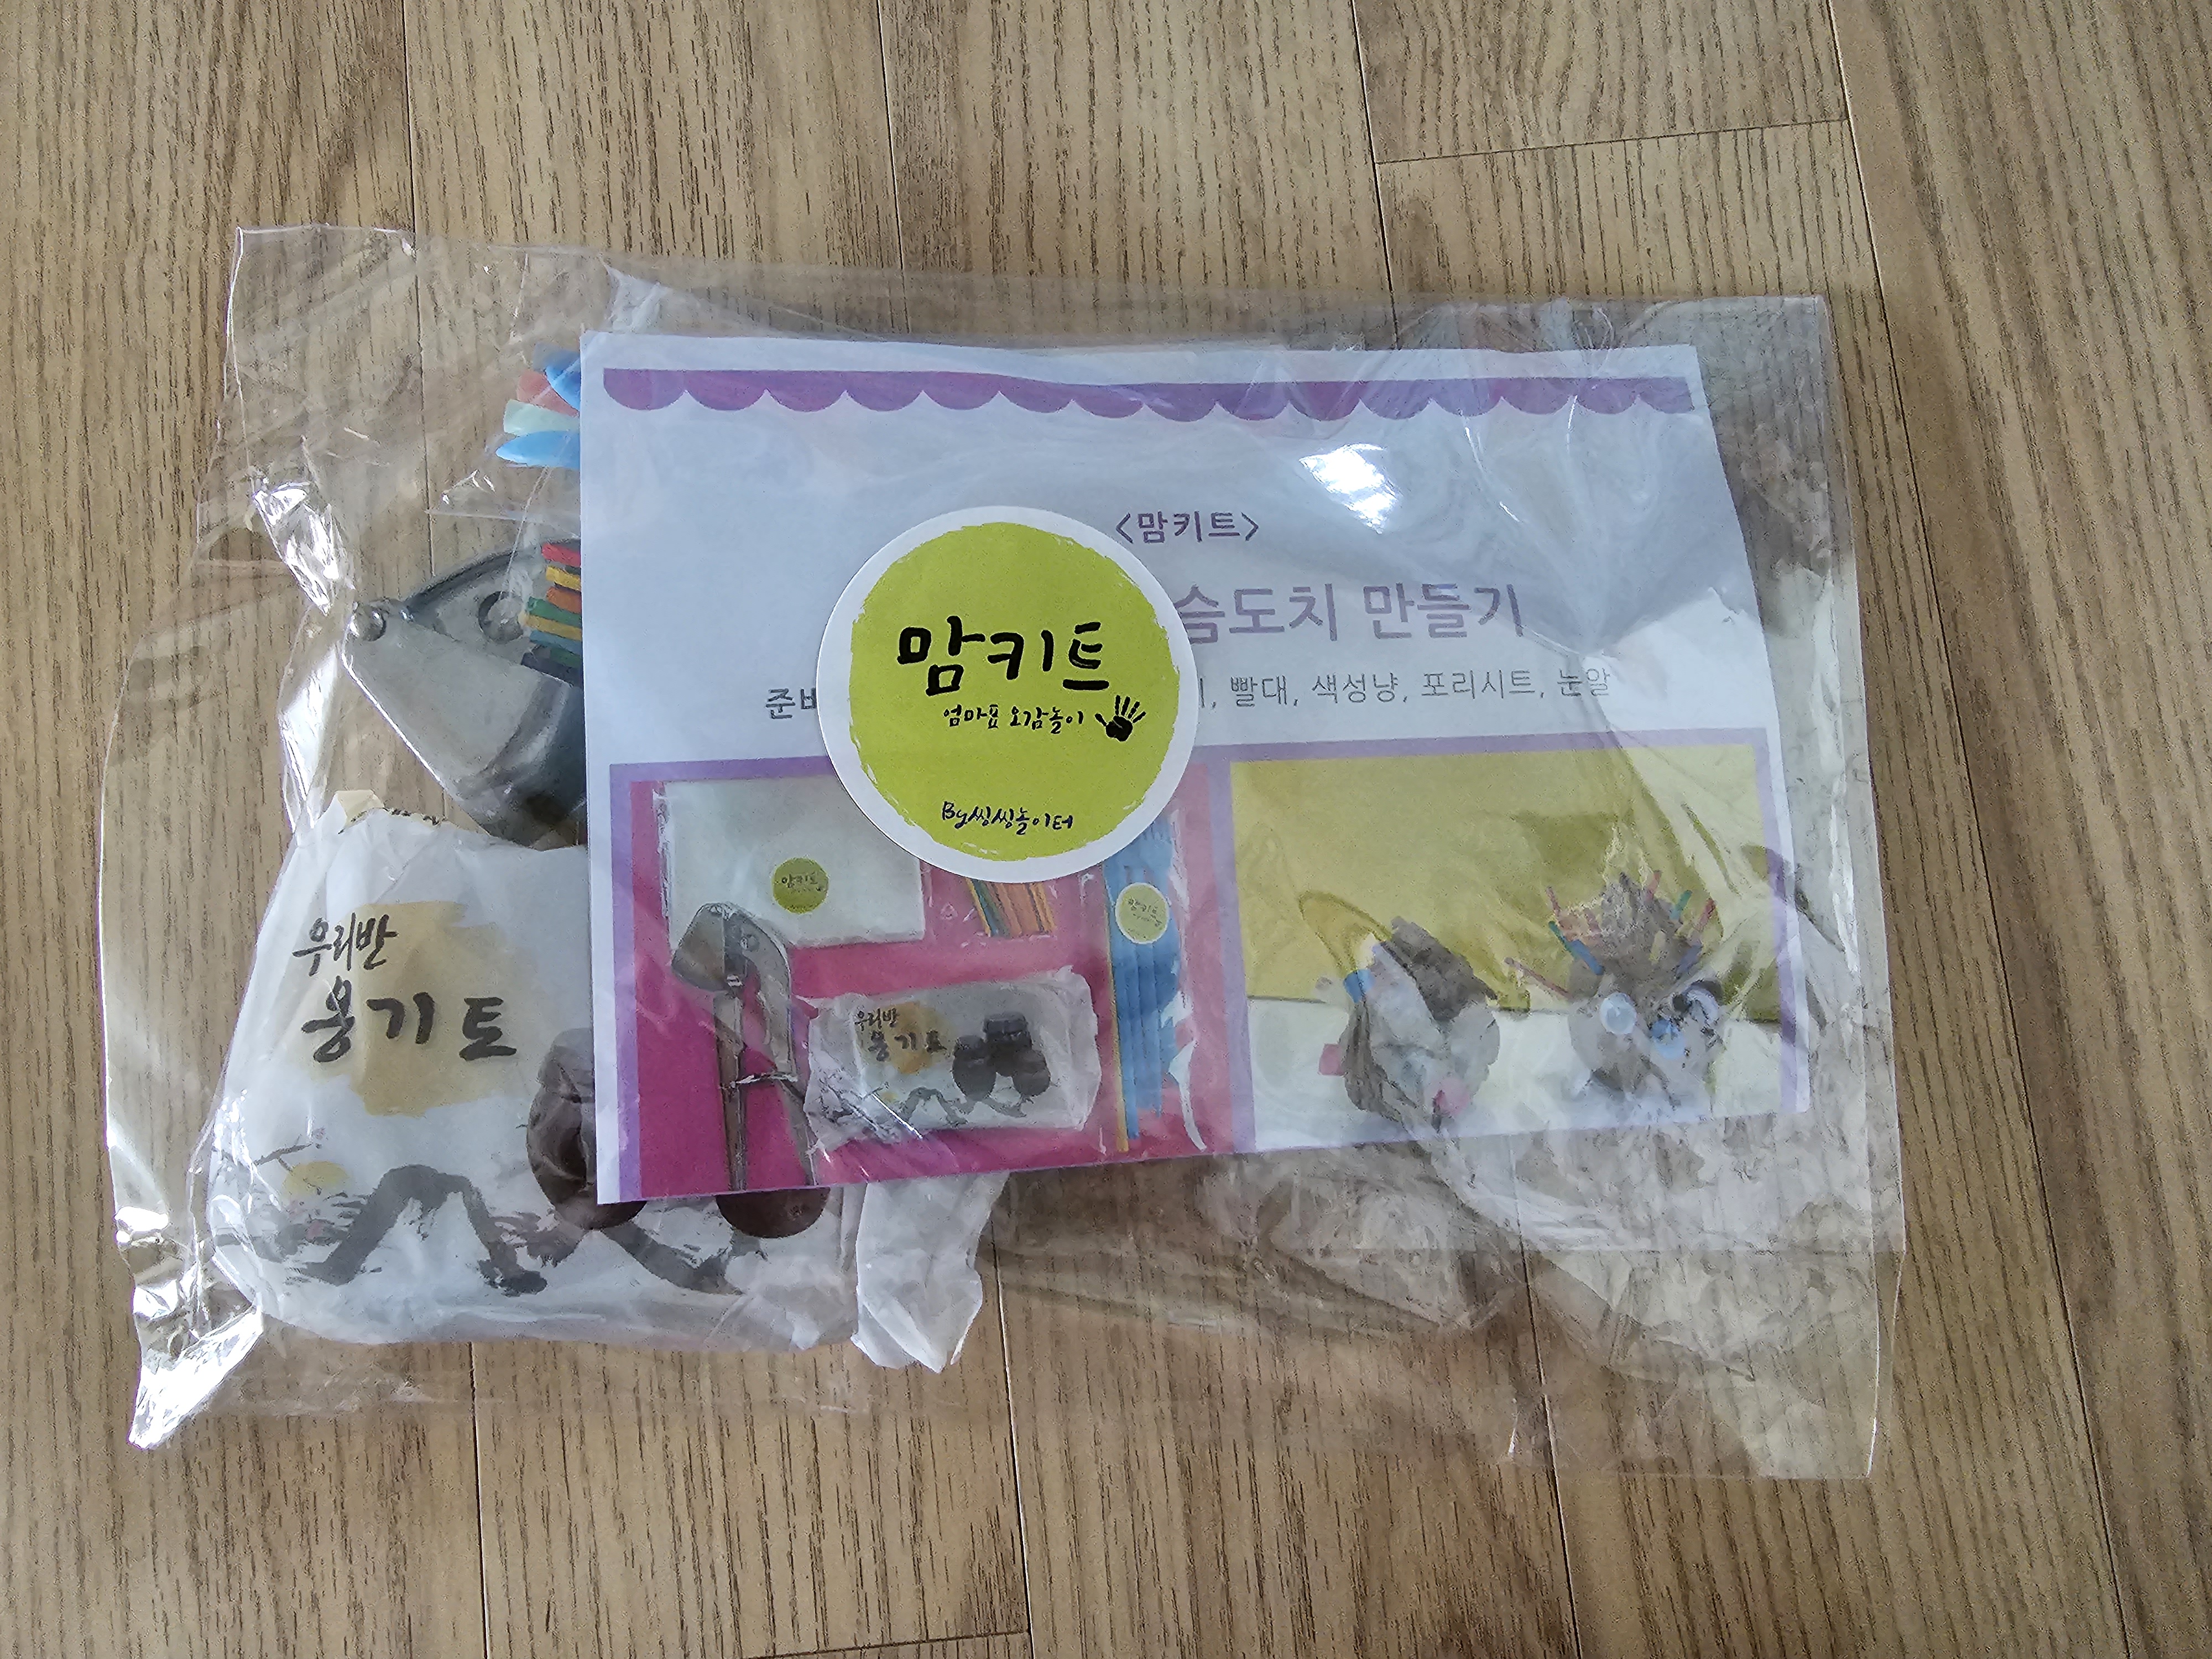 <맘키트>
슴도치 만들기
준비
, 빨대, 색성냥, 포리시트, 눈알
맘키트
엄마표 오감놀이
By 씽씽놀이터
우리반
옹기토
맘키트
맘키트
우리반
옹기토